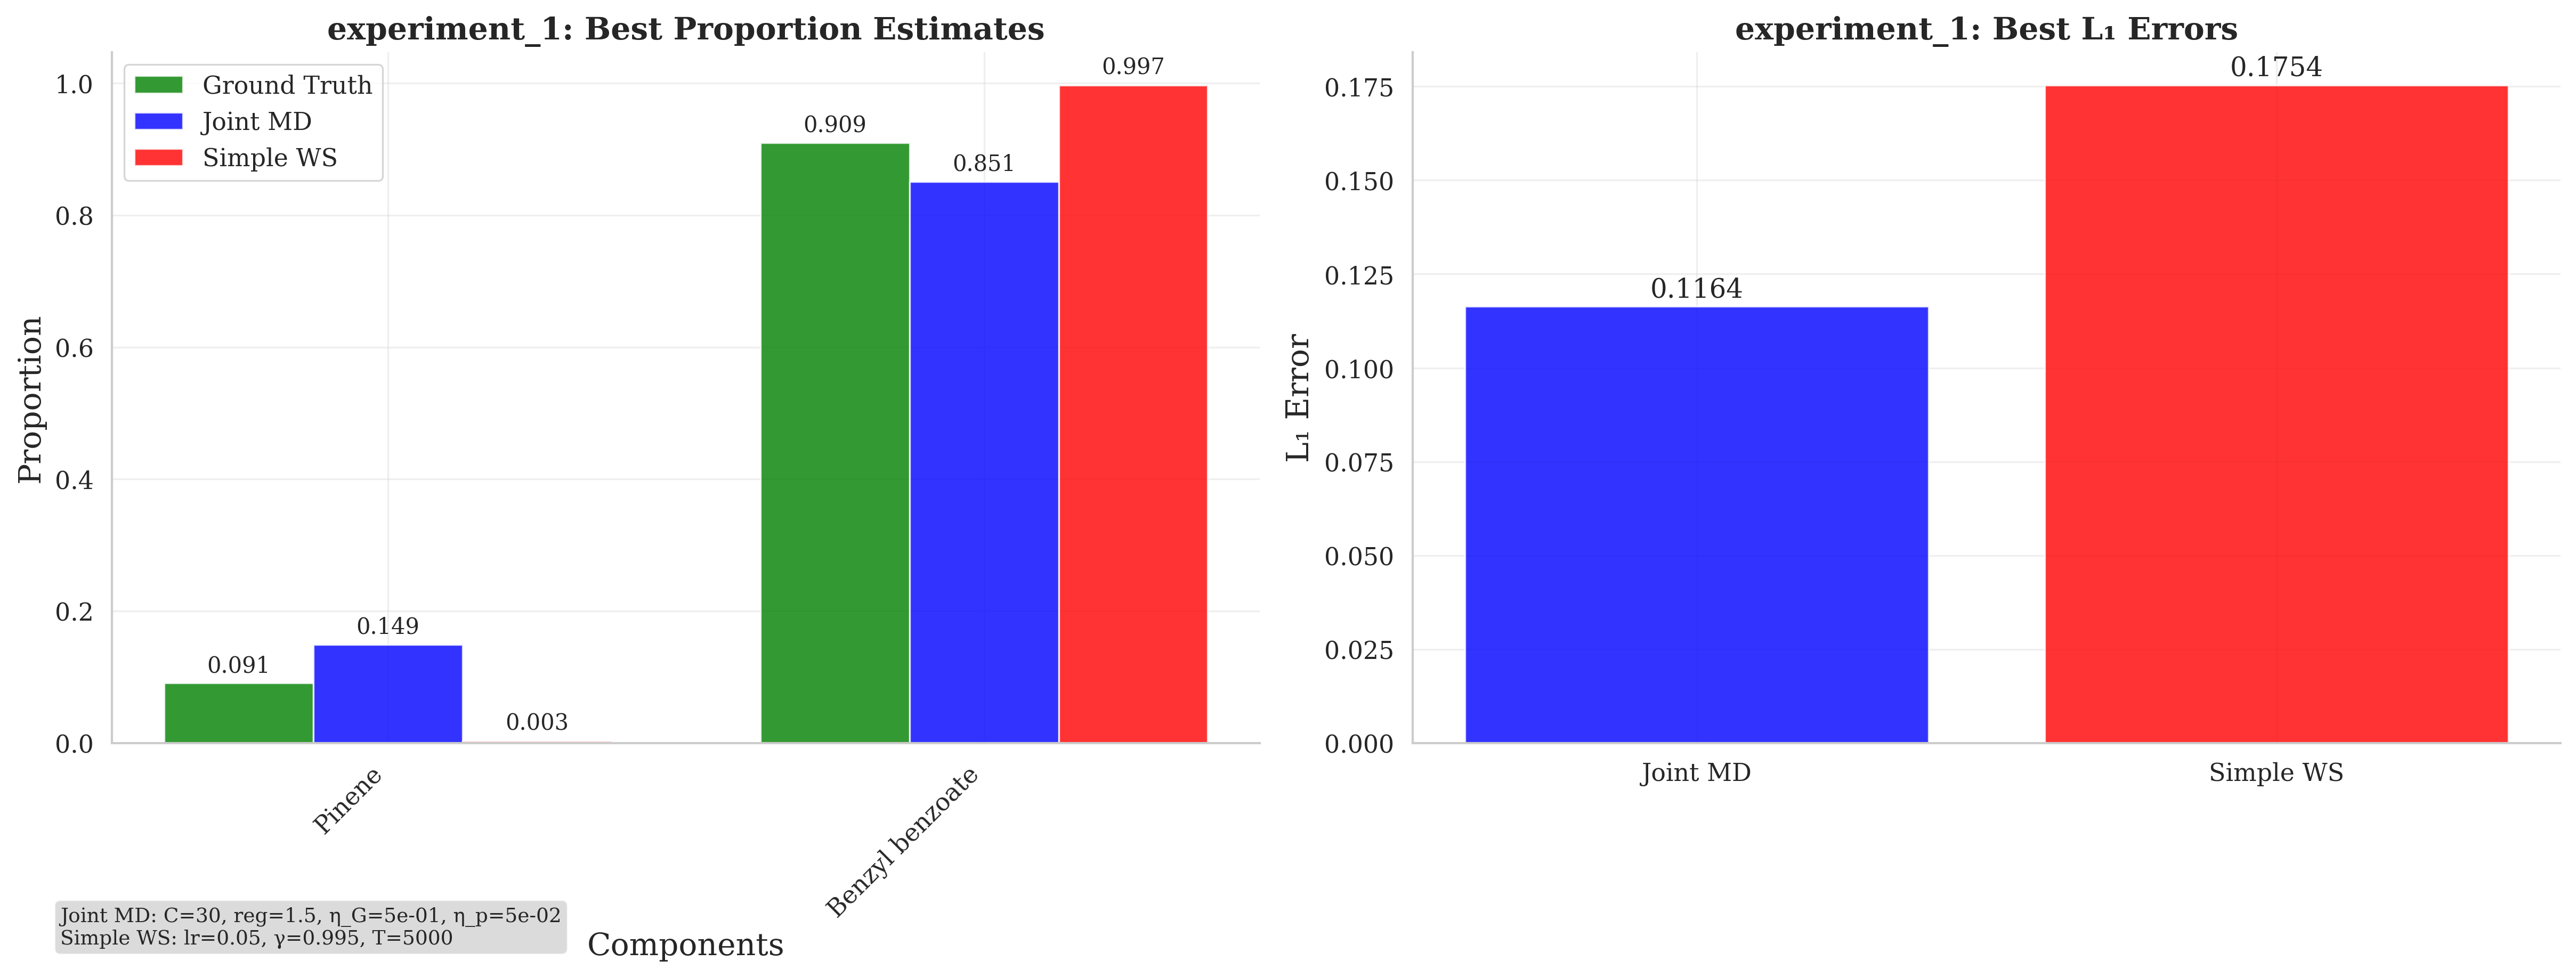 experiment_1: Best Proportion Estimates
Ground Truth
Joint MD
Simple WS
Proportion
1.0
0.8
0.6
0.4
0.2
0.0
0.091
0.149
0.003
0.909
0.851
0.997
Pinene
Benzyl benzoate
Components
Joint MD: C=30, reg=1.5, η_G=5e-01, η_p=5e-02
Simple WS: lr=0.05, γ=0.995, T=5000
experiment_1: Best L₁ Errors
L₁ Error
0.175
0.150
0.125
0.100
0.075
0.050
0.025
0.000
0.1164
0.1754
Joint MD
Simple WS